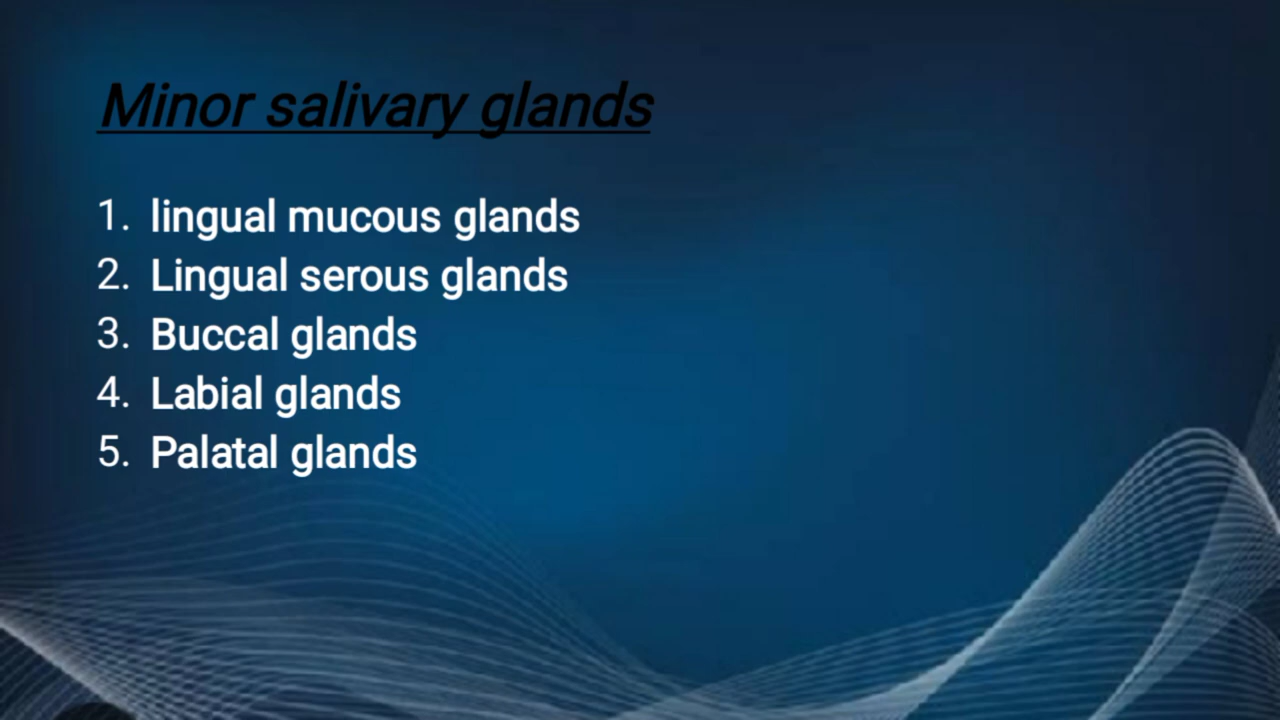 Minor salivary glands
1. lingual mucous glands
2. Lingual serous glands
3. Buccal glands
4. Labial glands
5. Palatal glands